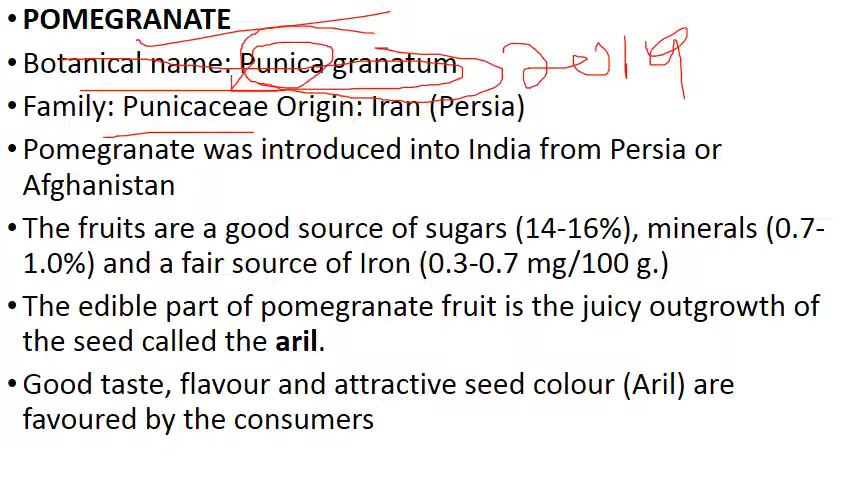 • POMEGRANATE
• Botanical name: Punica granatum 2019
• Family: Punicaceae Origin: Iran (Persia)
• Pomegranate was introduced into India from Persia or
Afghanistan
• The fruits are a good source of sugars (14-16%), minerals (0.7-
1.0%) and a fair source of Iron (0.3-0.7 mg/100 g.)
• The edible part of pomegranate fruit is the juicy outgrowth of
the seed called the aril.
• Good taste, flavour and attractive seed colour (Aril) are
favoured by the consumers